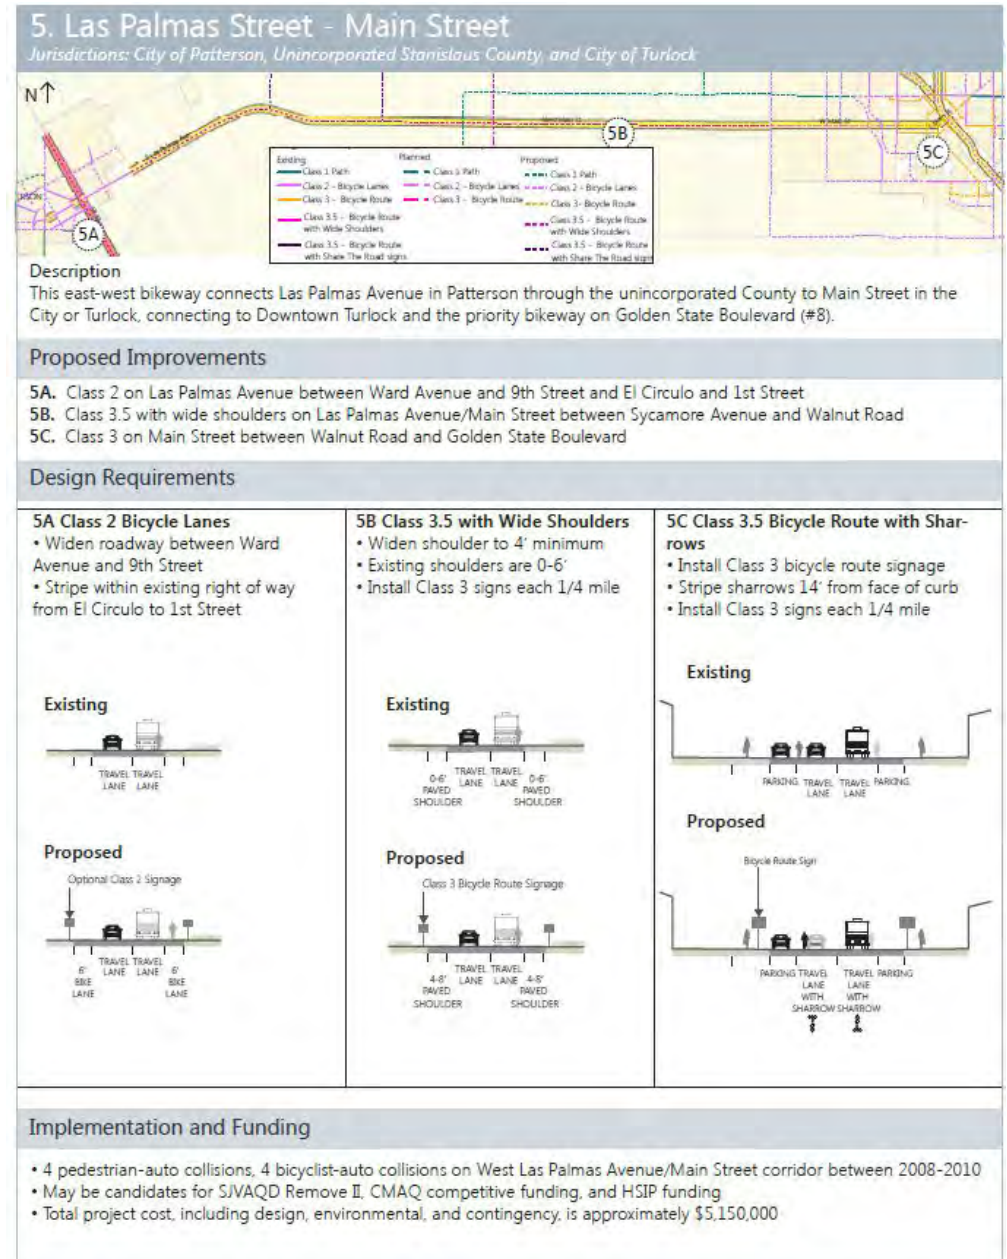 5. Las Palmas Street - Main Street
Jurisdictions: City of Patterson, Unincorporated Stanislaus County, and City of Turlock
N
5B
5C
5A
Existing
Class 1 Path
Class 2 - Bicycle Lanes
Class 3 - Bicycle Route
Class 3.5 - Bicycle Route
with Wide Shoulders
Class 3.5 - Bicycle Route
with Share The Road signs
Planned
Class 1 Path
Class 2 - Bicycle Lanes
Class 3 - Bicycle Route
Proposed
Class 1 Path
Class 2 - Bicycle Lanes
Class 3- Bicycle Route
Class 3.5 - Bicycle Route
with Wide Shoulders
Class 3.5 - Bicycle Route
with Share The Road signs
Description
This east-west bikeway connects Las Palmas Avenue in Patterson through the unincorporated County to Main Street in the
City or Turlock, connecting to Downtown Turlock and the priority bikeway on Golden State Boulevard (#8).
Proposed Improvements
5A. Class 2 on Las Palmas Avenue between Ward Avenue and 9th Street and El Circulo and 1st Street
5B. Class 3.5 with wide shoulders on Las Palmas Avenue/Main Street between Sycamore Avenue and Walnut Road
5C. Class 3 on Main Street between Walnut Road and Golden State Boulevard
Design Requirements
5A Class 2 Bicycle Lanes
• Widen roadway between Ward
Avenue and 9th Street
• Stripe within existing right of way
from El Circulo to 1st Street
Existing
TRAVEL TRAVEL
LANE LANE
Proposed
Optional Class 2 Signage
6' BIKE LANE
TRAVEL LANE
TRAVEL LANE
6' BIKE LANE
5B Class 3.5 with Wide Shoulders
• Widen shoulder to 4' minimum
• Existing shoulders are 0-6'
• Install Class 3 signs each 1/4 mile
Existing
0-6' PAVED SHOULDER
TRAVEL LANE
TRAVEL LANE
0-6' PAVED SHOULDER
Proposed
Class 3 Bicycle Route Signage
4-8' PAVED SHOULDER
TRAVEL LANE
TRAVEL LANE
4-8' PAVED SHOULDER
5C Class 3.5 Bicycle Route with Shar-
rows
• Install Class 3 bicycle route signage
• Stripe sharrows 14' from face of curb
• Install Class 3 signs each 1/4 mile
Existing
PARKING
TRAVEL LANE
TRAVEL LANE
PARKING
Proposed
Bicycle Route Sign
PARKING
TRAVEL LANE WITH SHARROW
TRAVEL LANE WITH SHARROW
PARKING
Implementation and Funding
• 4 pedestrian-auto collisions, 4 bicyclist-auto collisions on West Las Palmas Avenue/Main Street corridor between 2008-2010
• May be candidates for SJVAQD Remove II, CMAQ competitive funding, and HSIP funding
• Total project cost, including design, environmental, and contingency, is approximately $5,150,000